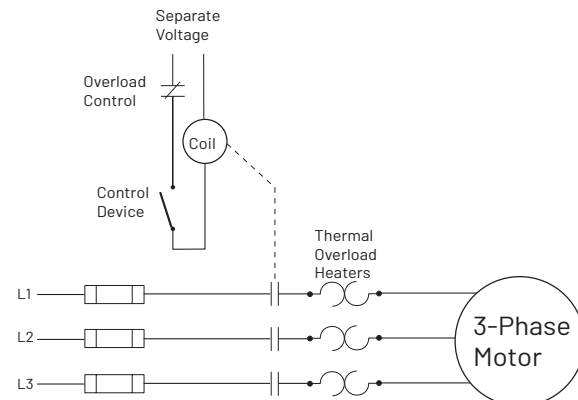 Separate
Voltage
Overload
Control
Coil
Control
Device
Thermal
Overload
Heaters
L1
L2
L3
3-Phase
Motor